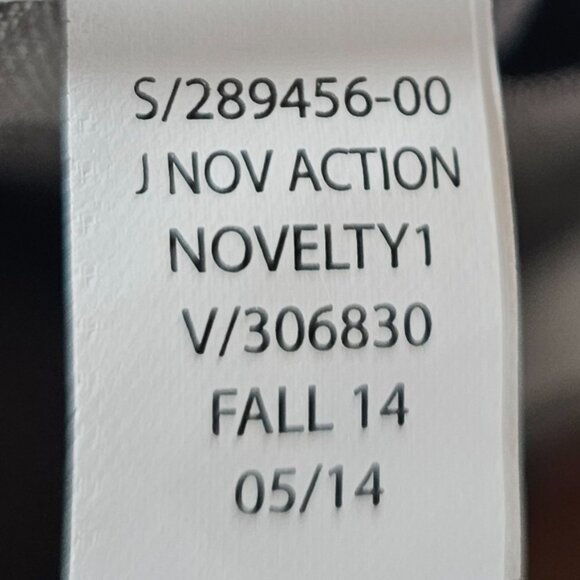 S/289456-00
J NOV ACTION
NOVELTY1
V/306830
FALL 14
05/14